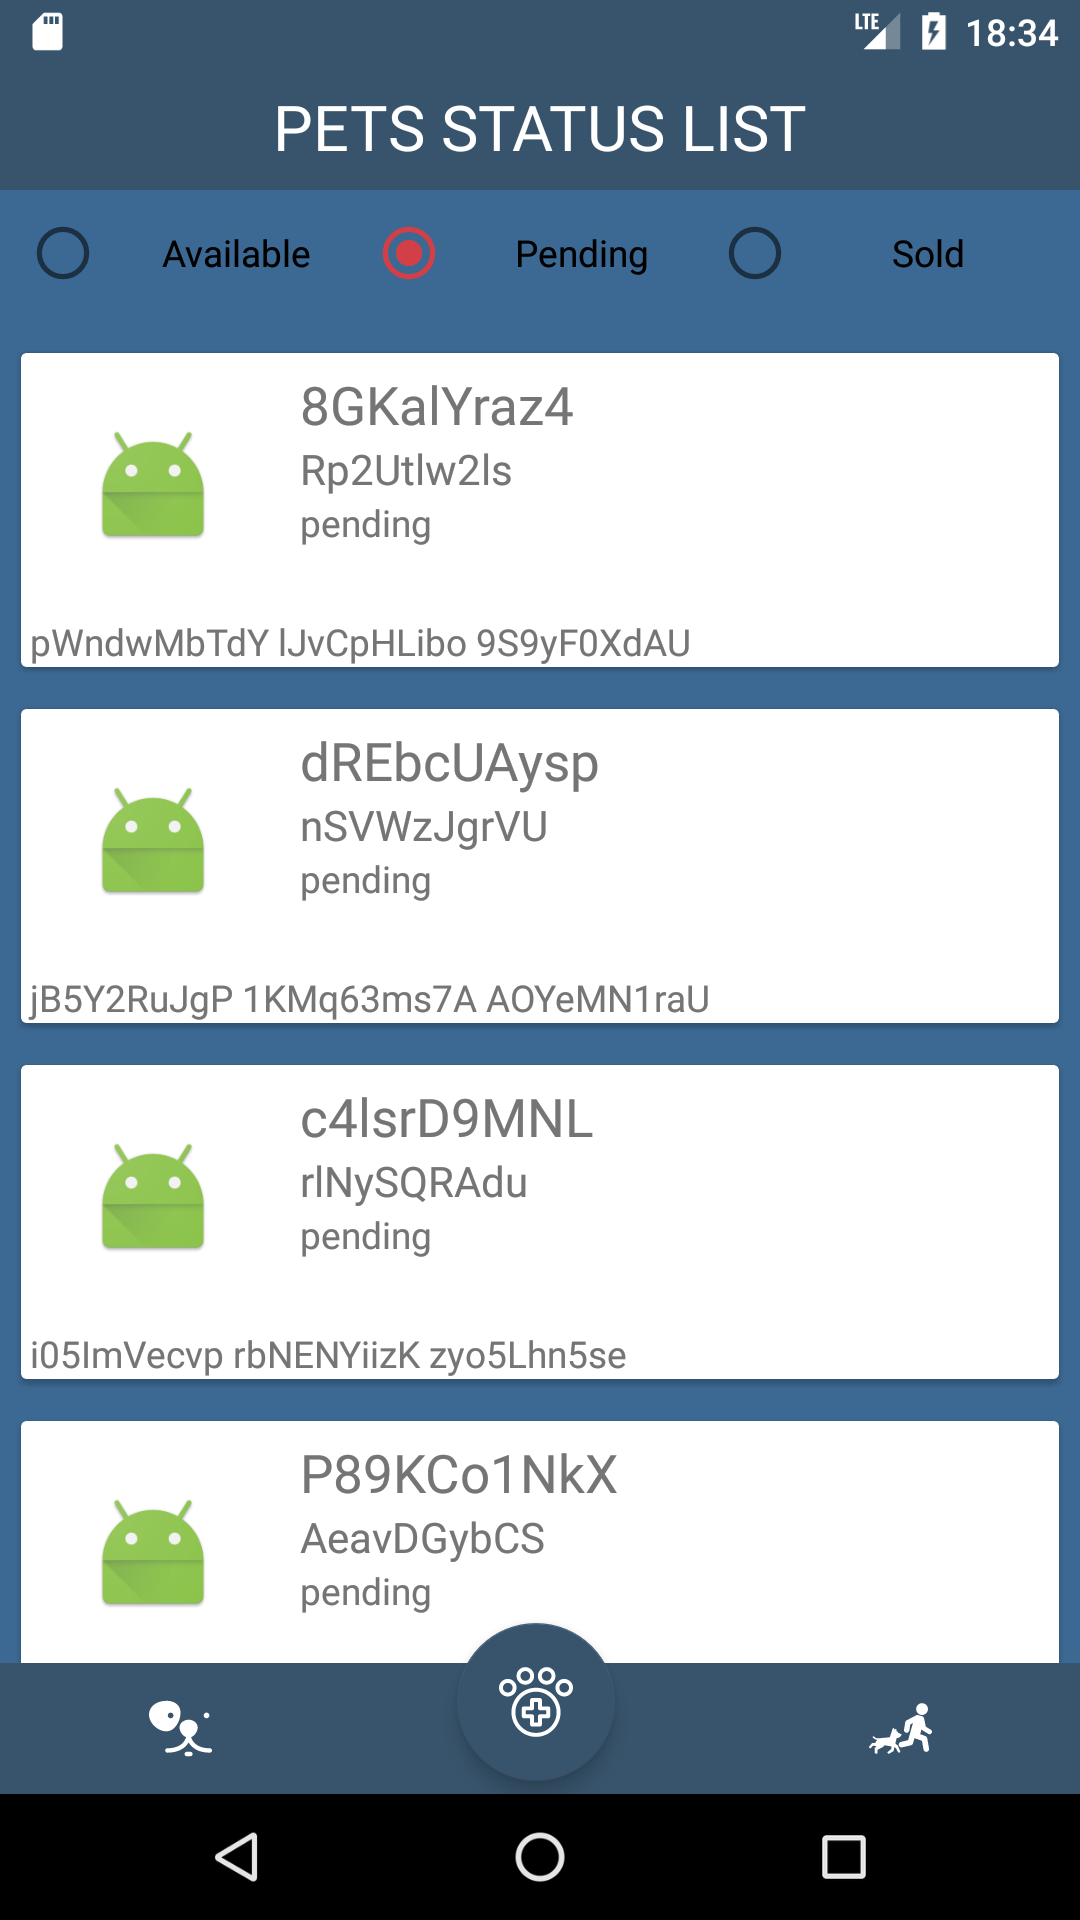 LTE 18:34
PETS STATUS LIST
Available Pending Sold
8GKalYraz4
Rp2Utlw2ls
pending
pWndwMbTdY lJvCpHLibo 9S9yF0XdAU
dREbcUAysp
nSVWzJgrVU
pending
jB5Y2RuJgP 1KMq63ms7A AOYeMN1raU
c4lsrD9MNL
rlNySQRAdu
pending
i05ImVecvp rbNENYiizK zyo5Lhn5se
P89KCo1NkX
AeavDGybCS
pending